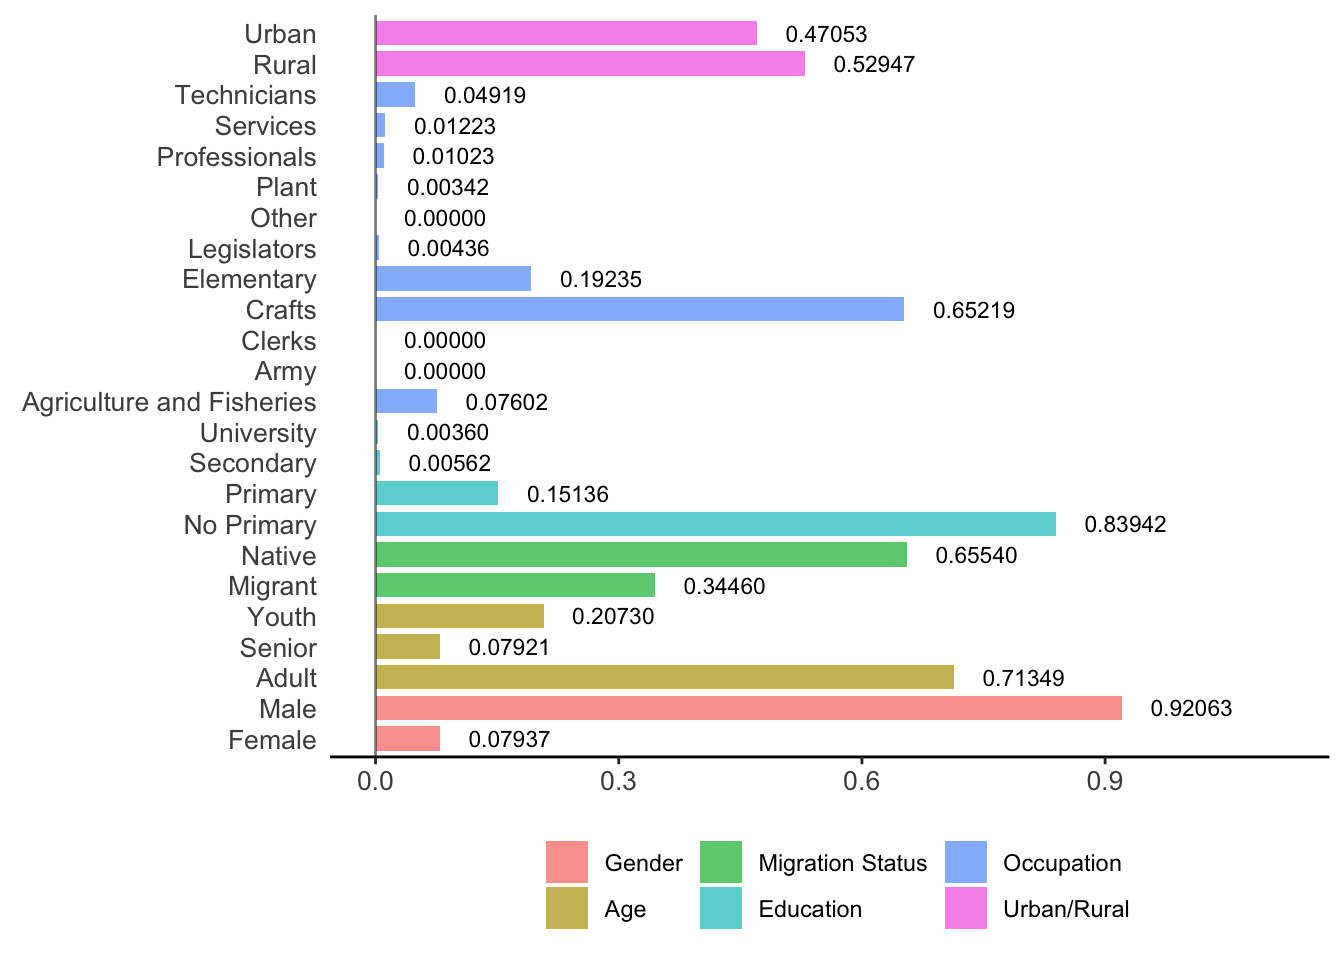 Urban 0.47053
Rural 0.52947
Technicians 0.04919
Services 0.01223
Professionals 0.01023
Plant 0.00342
Other 0.00000
Legislators 0.00436
Elementary 0.19235
Crafts 0.65219
Clerks 0.00000
Army 0.00000
Agriculture and Fisheries 0.07602
University 0.00360
Secondary 0.00562
Primary 0.15136
No Primary 0.83942
Native 0.65540
Migrant 0.34460
Youth 0.20730
Senior 0.07921
Adult 0.71349
Male 0.92063
Female 0.07937
0.0 0.3 0.6 0.9
Gender Migration Status Occupation
Age Education Urban/Rural